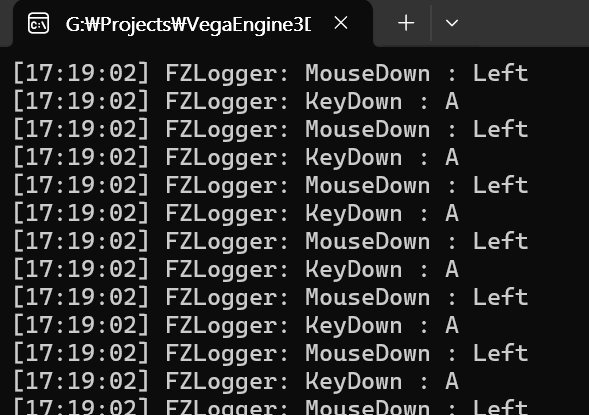 G:₩Projects₩VegaEngine3[
[17:19:02] FZLogger: MouseDown : Left
[17:19:02] FZLogger: KeyDown : A
[17:19:02] FZLogger: MouseDown : Left
[17:19:02] FZLogger: KeyDown : A
[17:19:02] FZLogger: MouseDown : Left
[17:19:02] FZLogger: KeyDown : A
[17:19:02] FZLogger: MouseDown : Left
[17:19:02] FZLogger: KeyDown : A
[17:19:02] FZLogger: MouseDown : Left
[17:19:02] FZLogger: KeyDown : A
[17:19:02] FZLogger: MouseDown : Left
[17:19:02] FZLogger: KeyDown : A
[17:19:02] FZLogger: MouseDown : Left